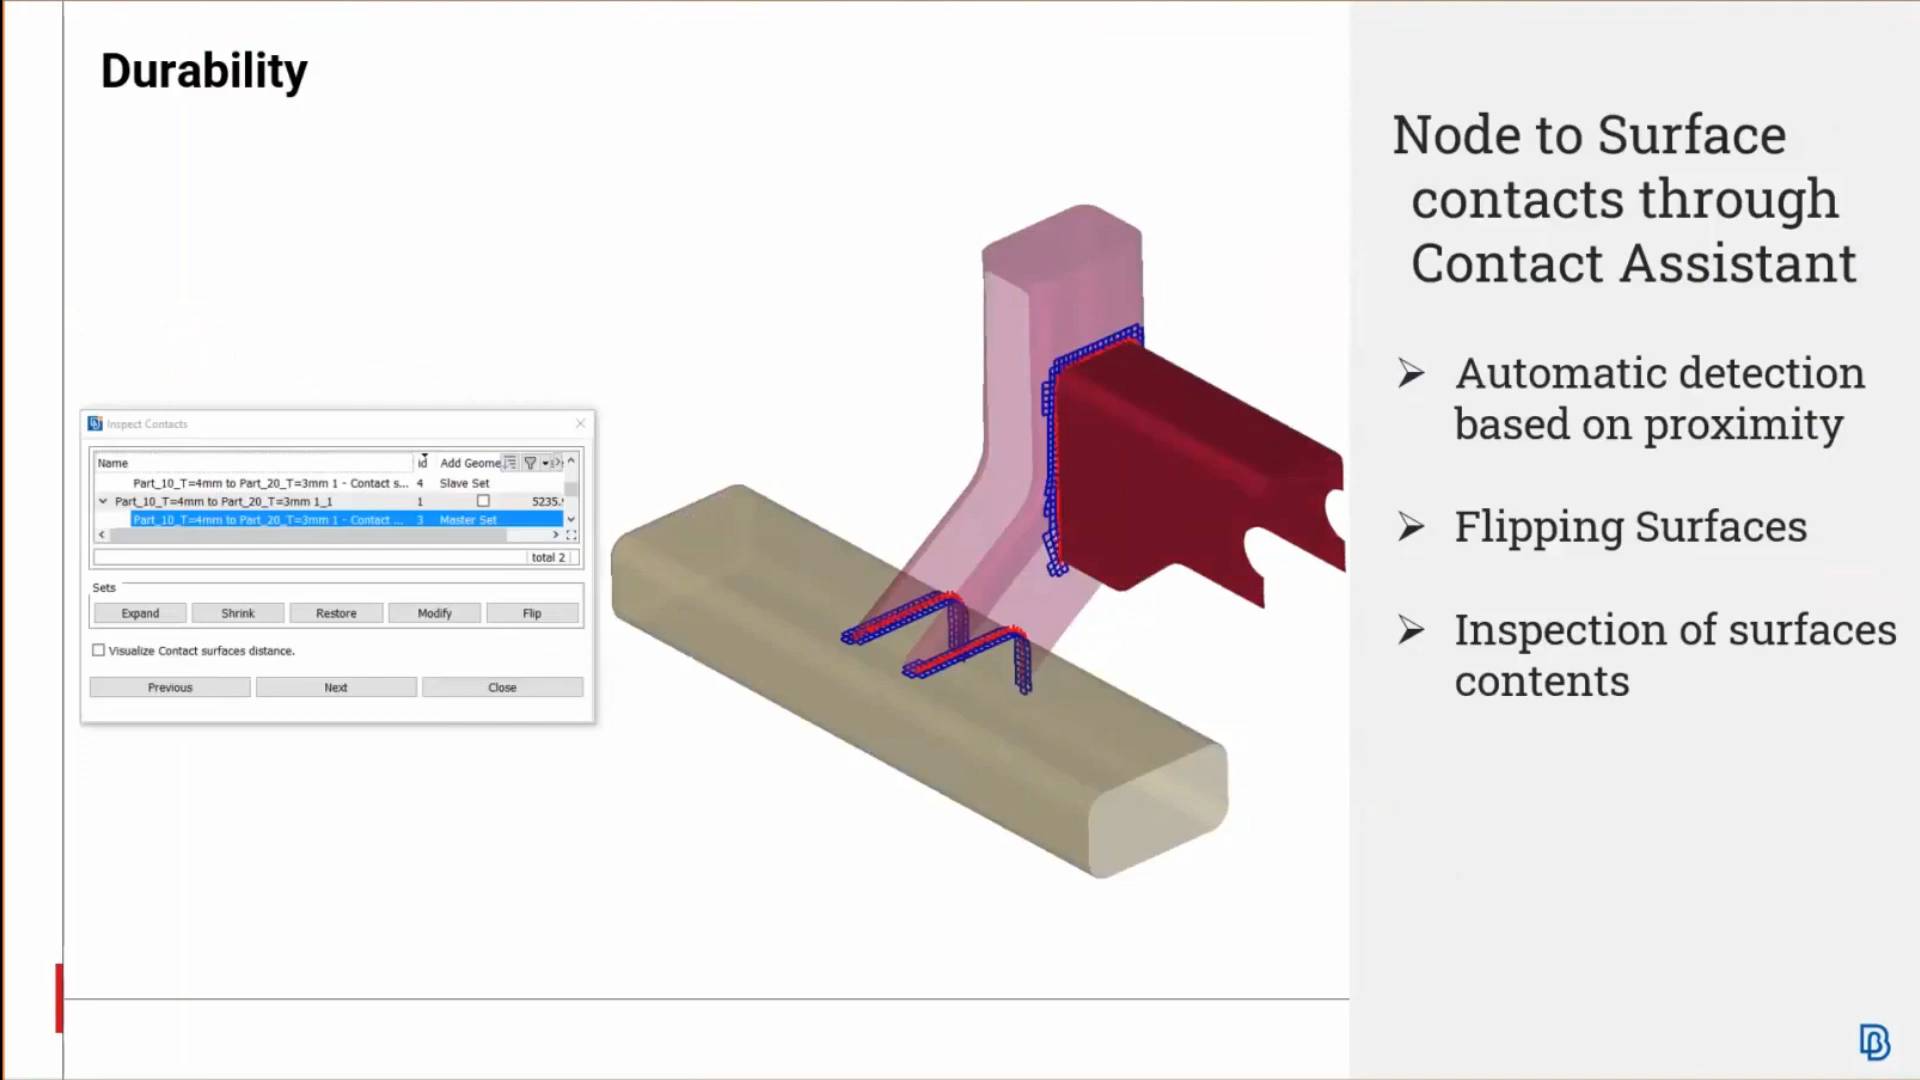 Durability
Node to Surface
contacts through
Contact Assistant
Automatic detection
based on proximity
Flipping Surfaces
Inspection of surfaces
contents
Inspect Contacts
Name id Add Geome
Part_10_T=4mm to Part_20_T=3mm 1 - Contact s... 4 Slave Set
Part_10_T=4mm to Part_20_T=3mm 1_1 1 5235.
Part_10_T=4mm to Part_20_T=3mm 1 - Contact ... 3 Master Set
total 2
Sets
Expand Shrink Restore Modify Flip
Visualize Contact surfaces distance.
Previous Next Close